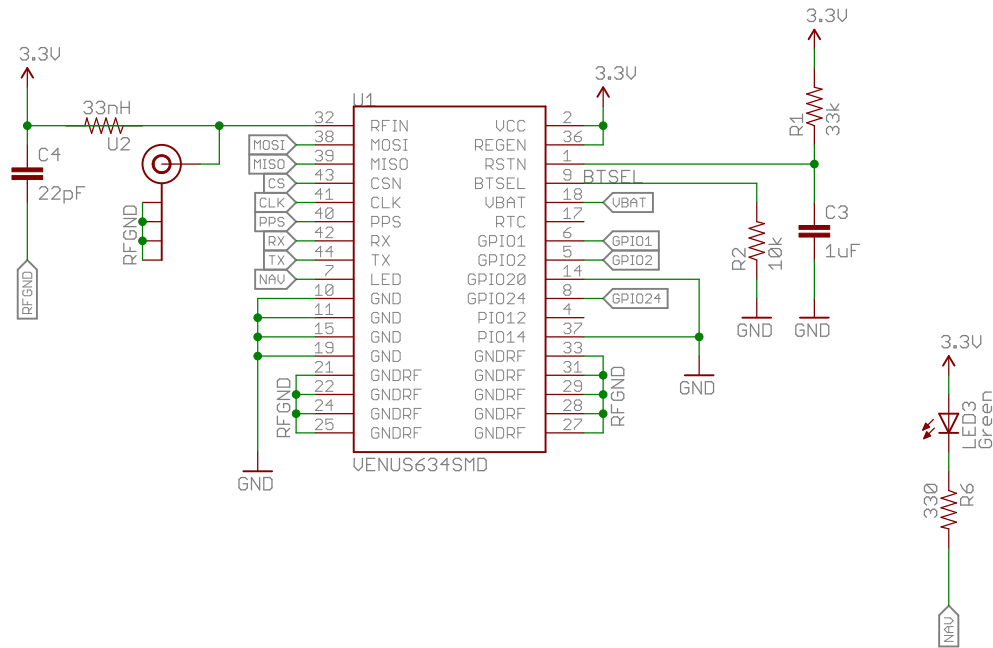 3.3V
3.3V
3.3V
33nH
U2
C4
22pF
RFGND
RFGND
U1
32 RFIN VCC 2
MOSI 38 MOSI REGEN 36
MISO 39 MISO RSTN 1
CS 43 CSN BTSEL 9 BTSEL
CLK 41 CLK VBAT 18 VBAT
PPS 40 PPS RTC 17
RX 42 RX GPIO1 6 GPIO1
TX 44 TX GPIO2 5 GPIO2
NAV 7 LED GPIO20 14
10 GND GPIO24 8 GPIO24
11 GND PIO12 4
15 GND PIO14 37
19 GND GNDRF 33
21 GNDRF GNDRF 31
22 GNDRF GNDRF 29
24 GNDRF GNDRF 28
25 GNDRF GNDRF 27
RFGND
RFGND
VENUS634SMD
GND
GND
R1
33k
C3
1uF
R2
10k
GND
GND
3.3V
LED3
Green
330
R6
NAV